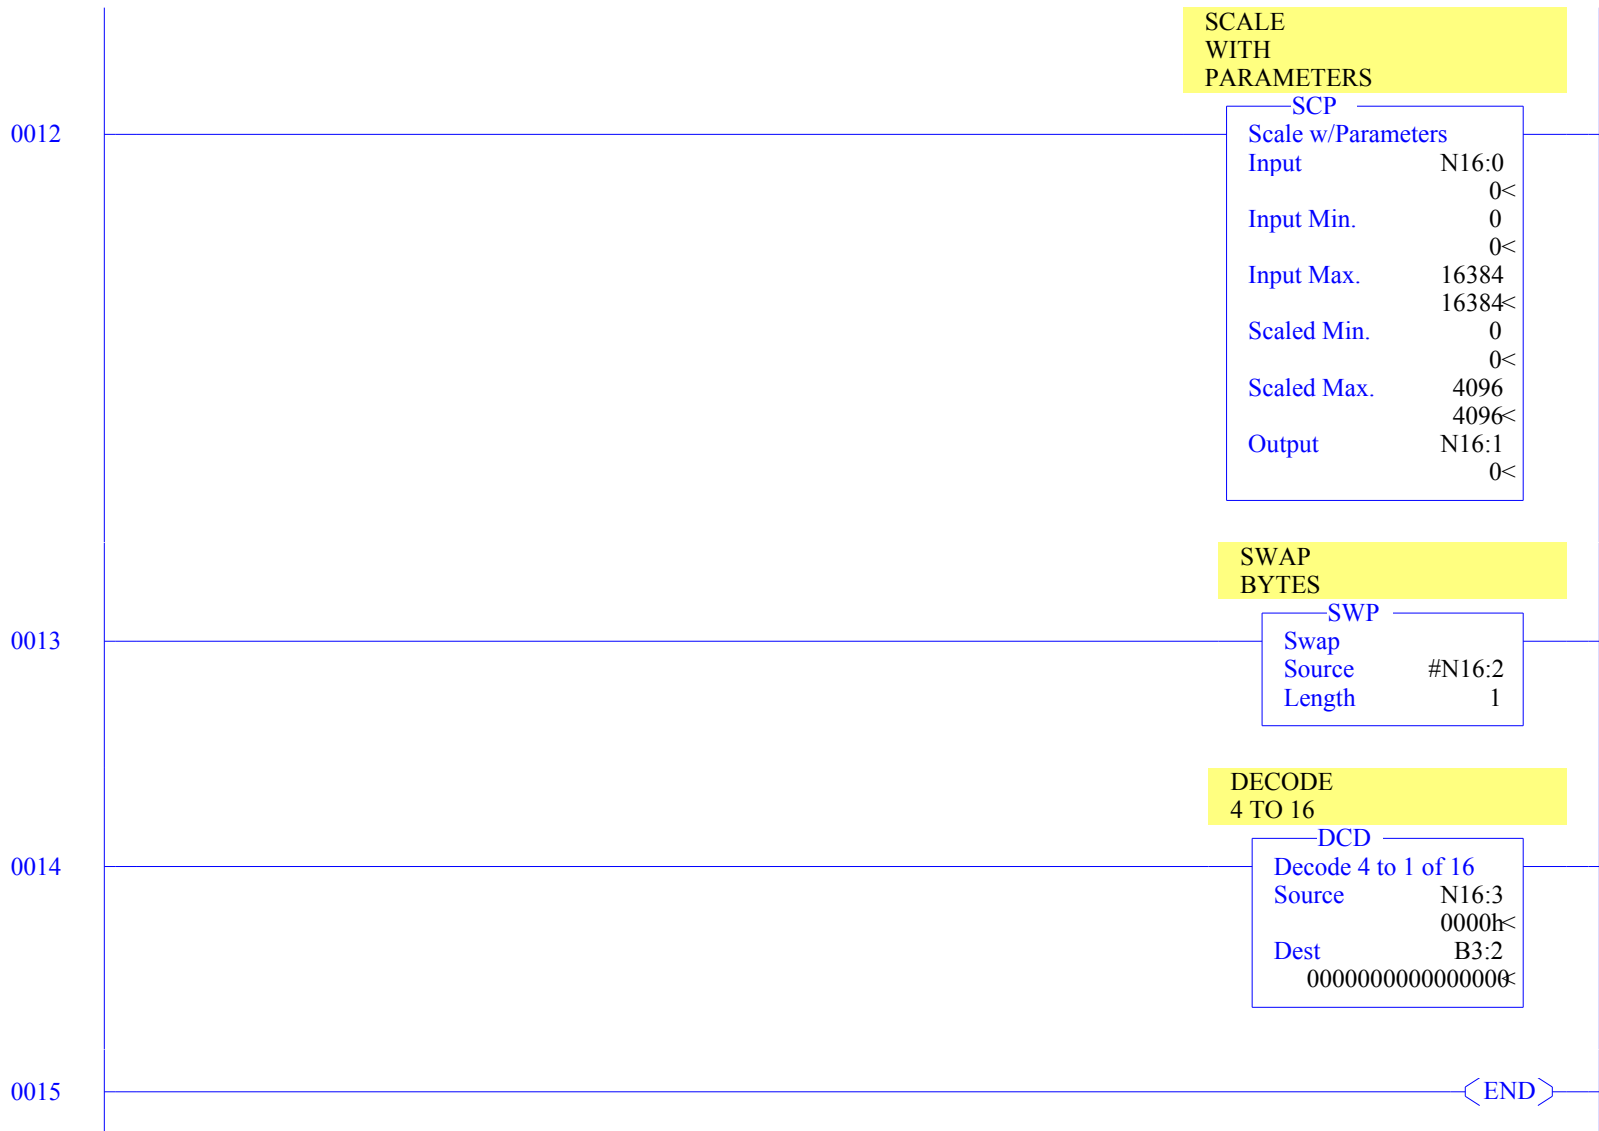 SCALE
WITH
PARAMETERS
SCP
0012
Scale w/Parameters
Input N16:0
0<
Input Min. 0
0<
Input Max. 16384
16384<
Scaled Min. 0
0<
Scaled Max. 4096
4096<
Output N16:1
0<
SWAP
BYTES
SWP
0013
Swap
Source #N16:2
Length 1
DECODE
4 TO 16
DCD
0014
Decode 4 to 1 of 16
Source N16:3
0000h<
Dest B3:2
0000000000000000<
0015 END